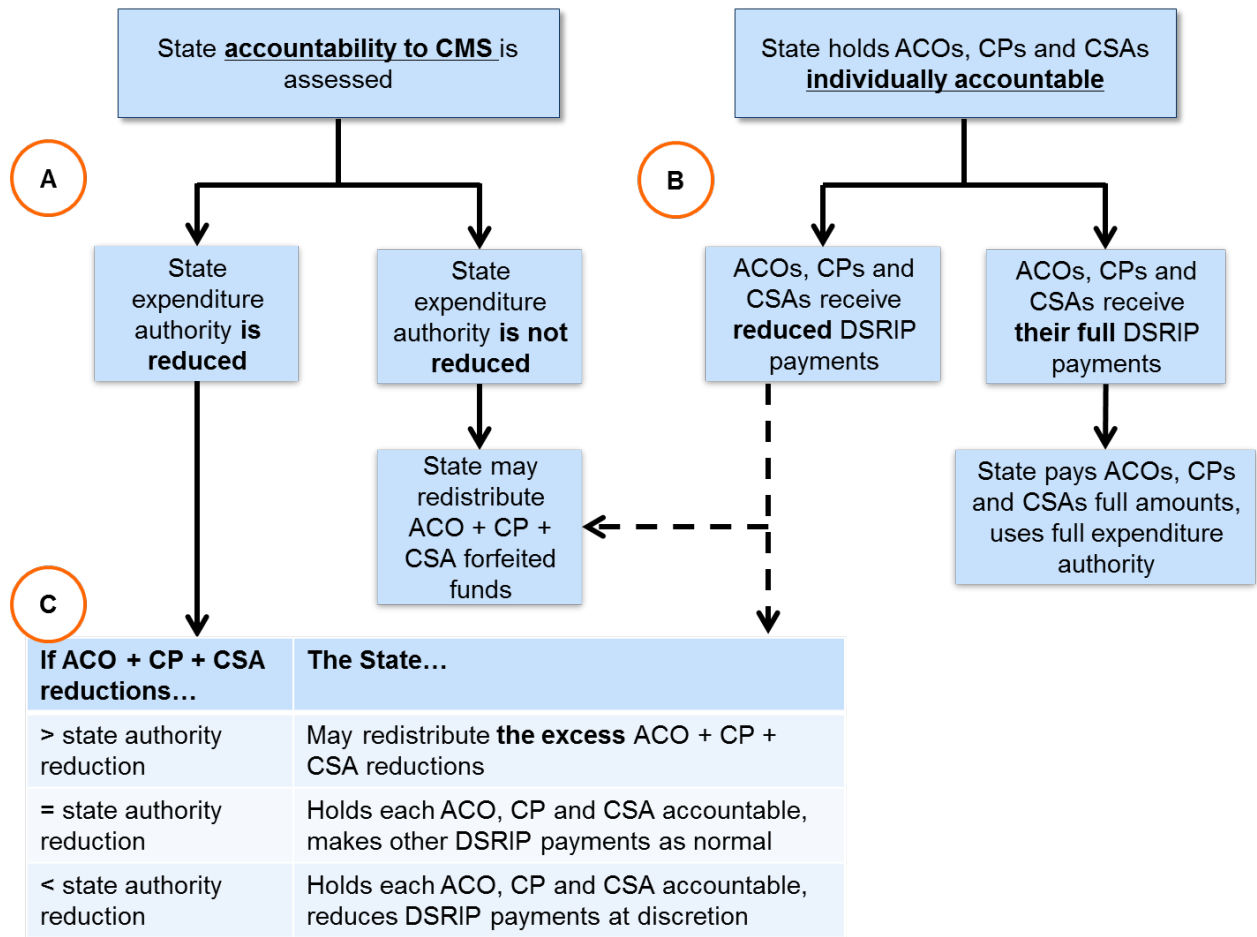 State accountability to CMS is
assessed
State holds ACOs, CPs and CSAs
individually accountable
A
B
State
expenditure
authority is
reduced
State
expenditure
authority is not
reduced
ACOs, CPs and
CSAs receive
reduced DSRIP
payments
ACOs, CPs and
CSAs receive
their full DSRIP
payments
State may
redistribute
ACO + CP +
CSA forfeited
funds
State pays ACOs, CPs
and CSAs full amounts,
uses full expenditure
authority
C
If ACO + CP + CSA
reductions…
The State…
> state authority
reduction
May redistribute the excess ACO + CP +
CSA reductions
= state authority
reduction
Holds each ACO, CP and CSA accountable,
makes other DSRIP payments as normal
< state authority
reduction
Holds each ACO, CP and CSA accountable,
reduces DSRIP payments at discretion